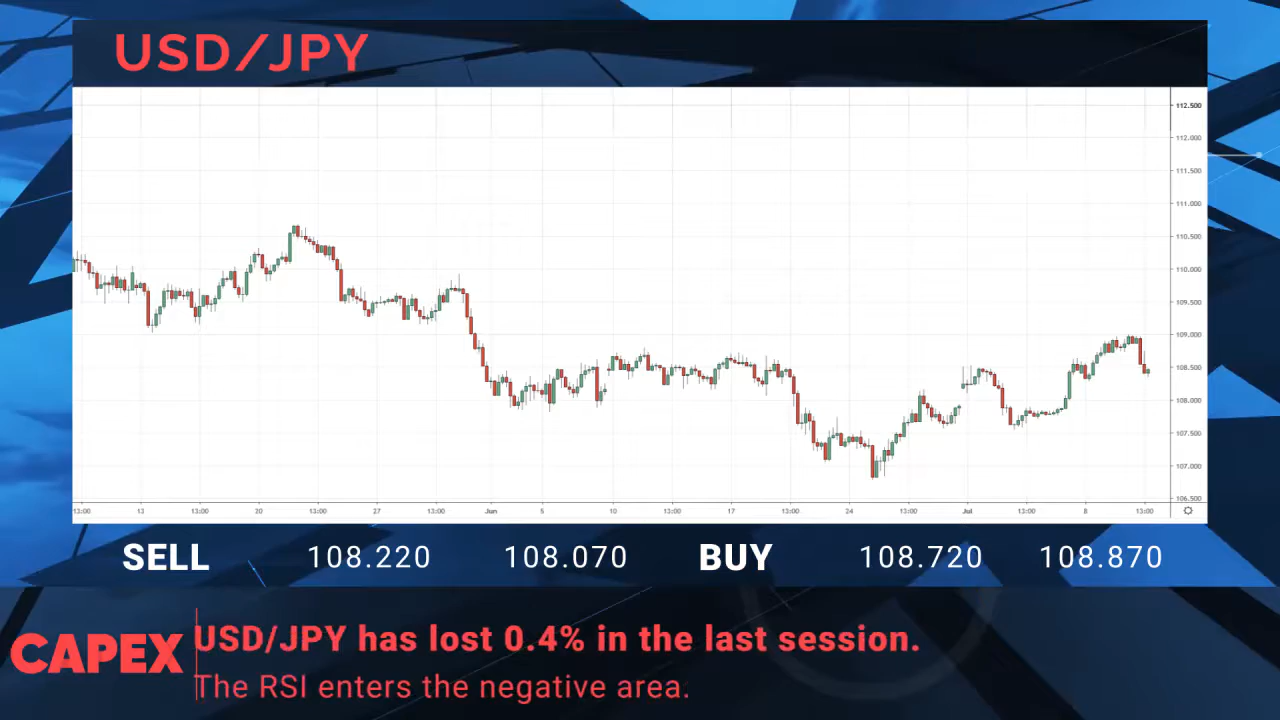 USD/JPY
112.500
112.000
111.500
111.000
110.500
110.000
109.500
109.000
108.500
108.000
107.500
107.000
106.500
13:00 13 13:00 20 13:00 27 13:00 Jun 5 13:00 10 13:00 17 13:00 24 13:00 Jul 13:00 8 13:00
SELL 108.220 108.070 BUY 108.720 108.870
CAPEX
USD/JPY has lost 0.4% in the last session.
The RSI enters the negative area.